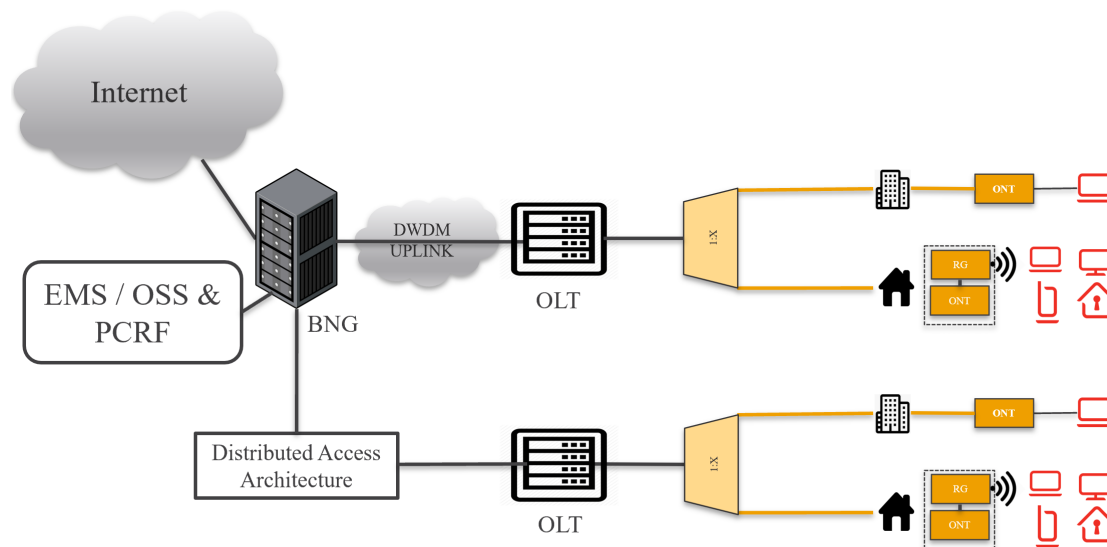 Internet
DWDM
UPLINK
1:X
ONT
EMS / OSS &
PCRF
BNG
OLT
RG
ONT
Distributed Access
Architecture
OLT
1:X
ONT
RG
ONT